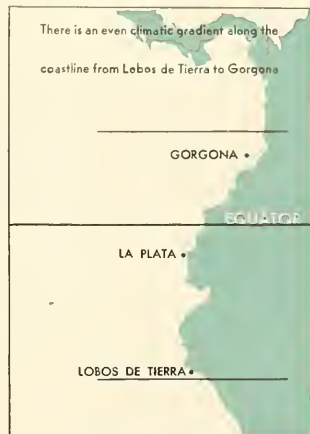 There is an even climatic gradient along the
coastline from Lobos de Tierra to Gorgona
GORGONA
EQUATOR
LA PLATA
LOBOS DE TIERRA